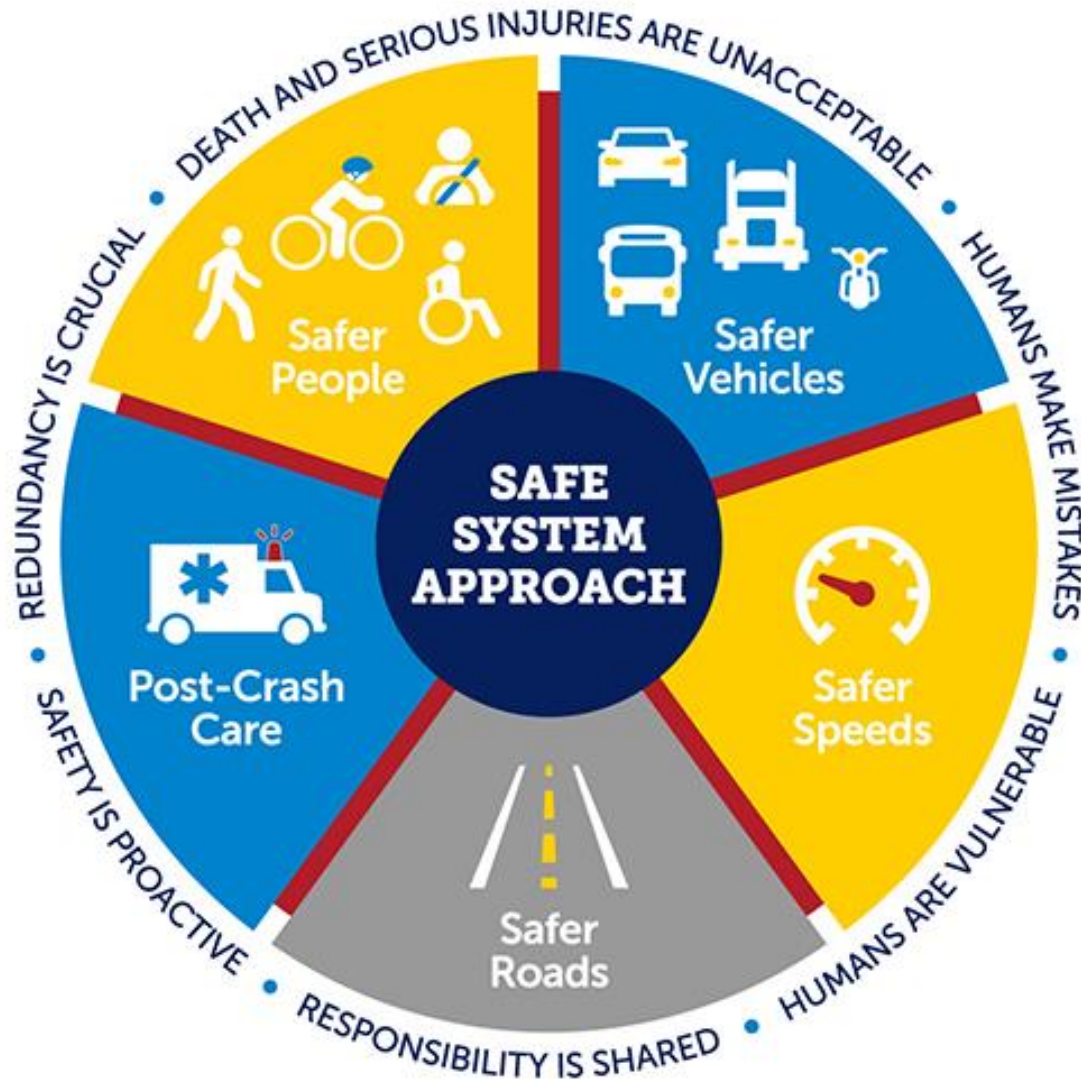 DEATH AND SERIOUS INJURIES ARE UNACCEPTABLE
HUMANS MAKE MISTAKES
HUMANS ARE VULNERABLE
RESPONSIBILITY IS SHARED
SAFETY IS PROACTIVE
REDUNDANCY IS CRUCIAL
Safer
People
Safer
Vehicles
SAFE
SYSTEM
APPROACH
Safer
Speeds
Safer
Roads
Post-Crash
Care